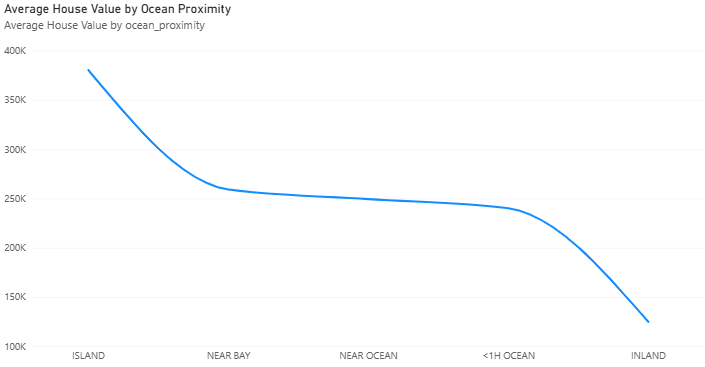 Average House Value by Ocean Proximity
Average House Value by ocean_proximity
400K
350K
300K
250K
200K
150K
100K
ISLAND NEAR BAY NEAR OCEAN <1H OCEAN INLAND